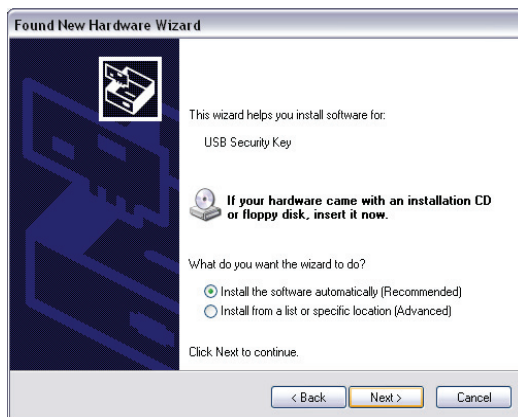 Found New Hardware Wizard
This wizard helps you install software for:
USB Security Key
If your hardware came with an installation CD
or floppy disk, insert it now.
What do you want the wizard to do?
Install the software automatically (Recommended)
Install from a list or specific location (Advanced)
Click Next to continue.
< Back
Next >
Cancel